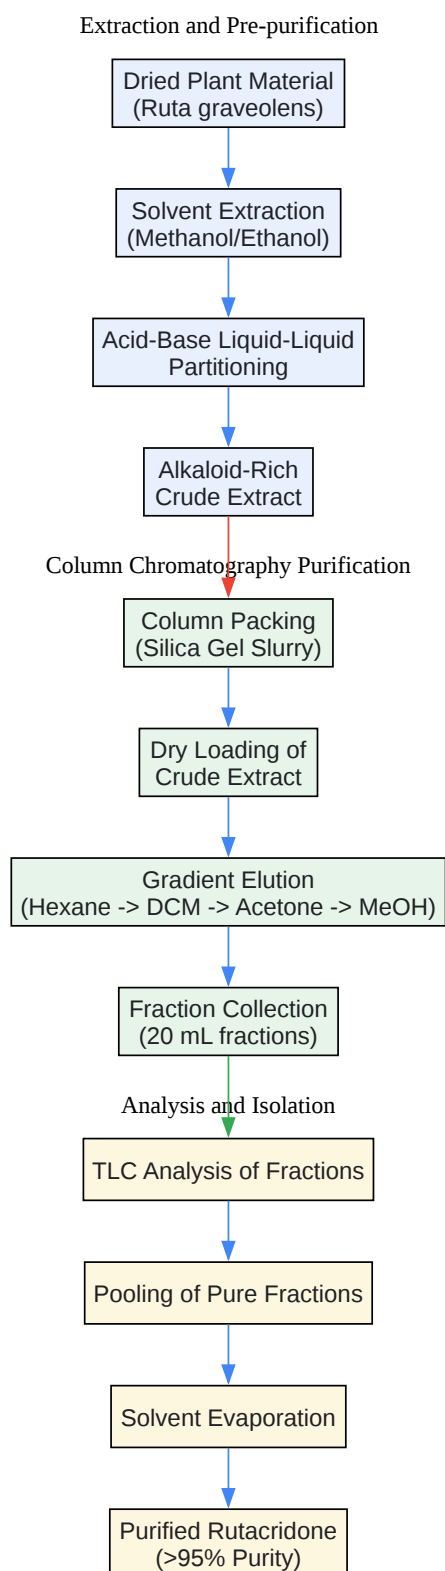 Extraction and Pre-purification
Dried Plant Material
(Ruta graveolens)
Solvent Extraction
(Methanol/Ethanol)
Acid-Base Liquid-Liquid
Partitioning
Alkaloid-Rich
Crude Extract
Column Chromatography Purification
Column Packing
(Silica Gel Slurry)
Dry Loading of
Crude Extract
Gradient Elution
(Hexane -> DCM -> Acetone -> MeOH)
Fraction Collection
(20 mL fractions)
Analysis and Isolation
TLC Analysis of Fractions
Pooling of Pure Fractions
Solvent Evaporation
Purified Rutacridone
(>95% Purity)